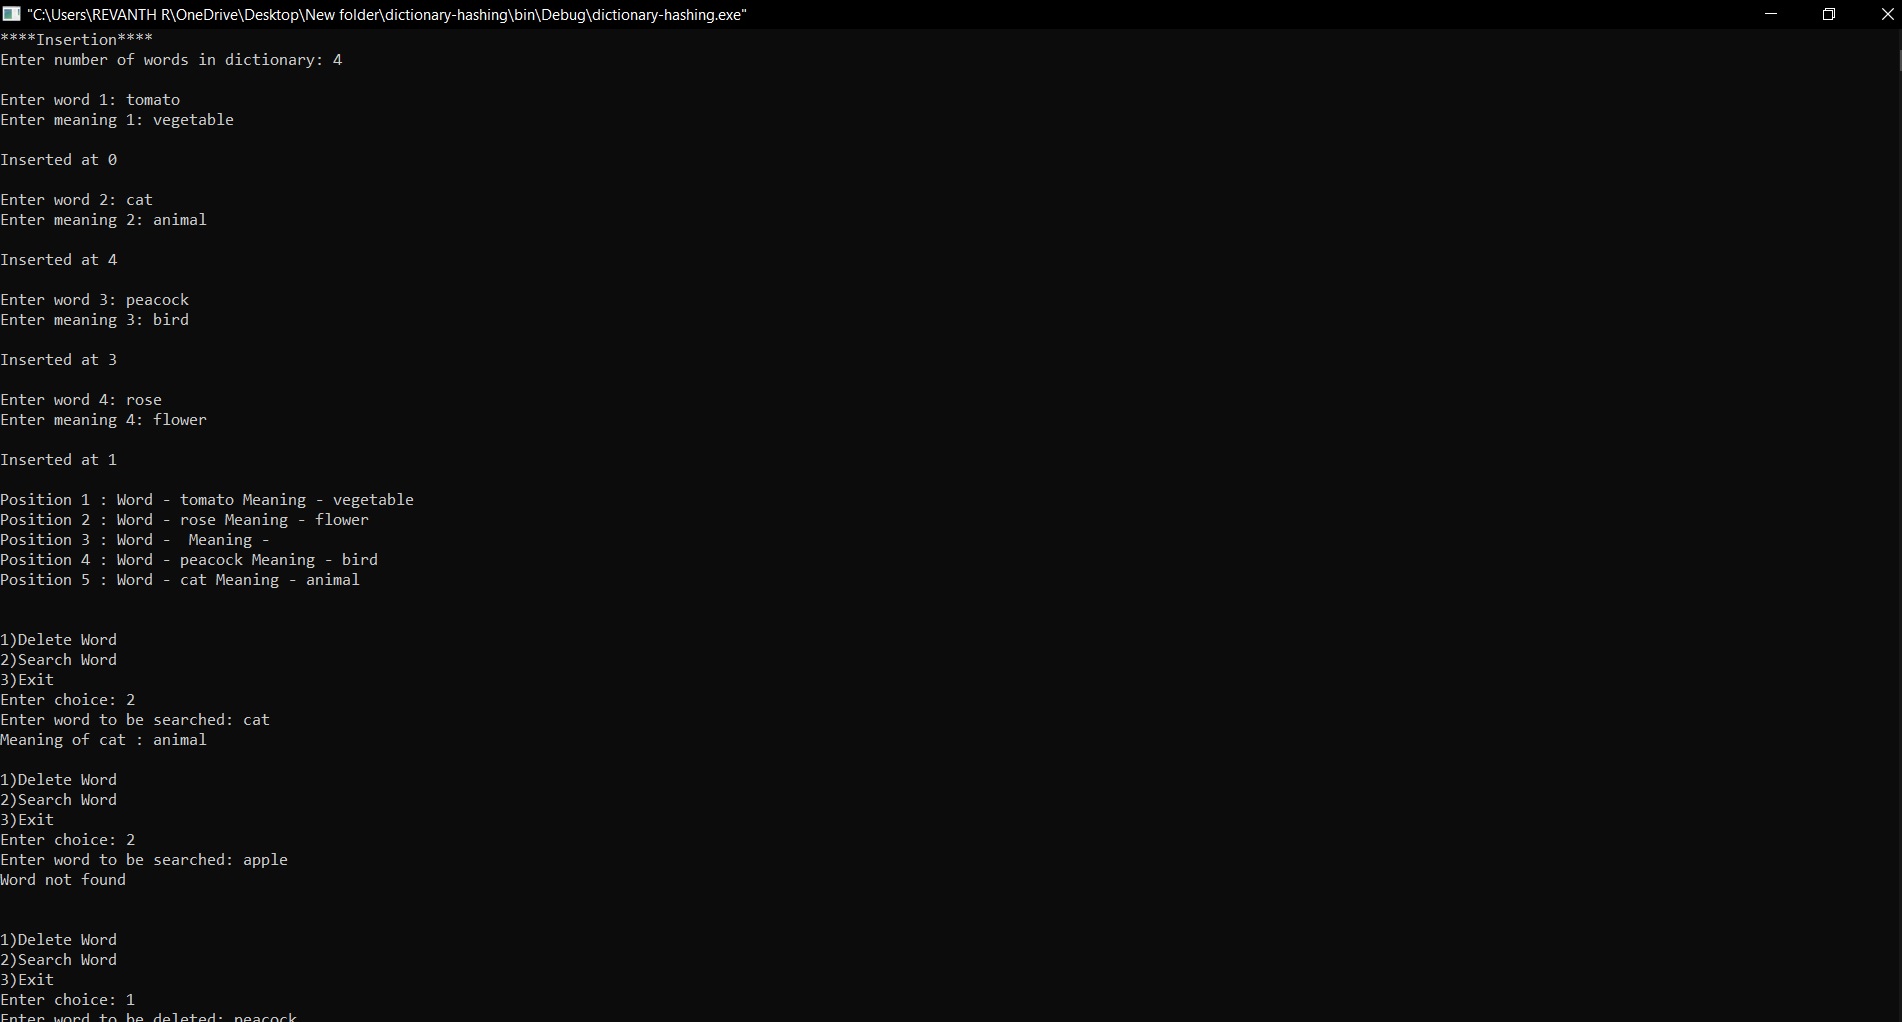 "C:\Users\REVANTH R\OneDrive\Desktop\New folder\dictionary-hashing\bin\Debug\dictionary-hashing.exe"
****Insertion****
Enter number of words in dictionary: 4
Enter word 1: tomato
Enter meaning 1: vegetable
Inserted at 0
Enter word 2: cat
Enter meaning 2: animal
Inserted at 4
Enter word 3: peacock
Enter meaning 3: bird
Inserted at 3
Enter word 4: rose
Enter meaning 4: flower
Inserted at 1
Position 1 : Word - tomato Meaning - vegetable
Position 2 : Word - rose Meaning - flower
Position 3 : Word -  Meaning -
Position 4 : Word - peacock Meaning - bird
Position 5 : Word - cat Meaning - animal
1)Delete Word
2)Search Word
3)Exit
Enter choice: 2
Enter word to be searched: cat
Meaning of cat : animal
1)Delete Word
2)Search Word
3)Exit
Enter choice: 2
Enter word to be searched: apple
Word not found
1)Delete Word
2)Search Word
3)Exit
Enter choice: 1
Enter word to be deleted: peacock